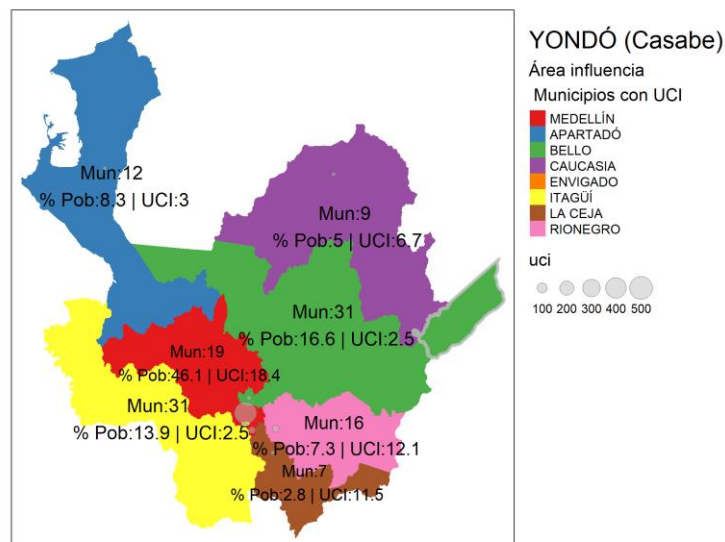 YONDÓ (Casabe)
Área influencia
Municipios con UCI
MEDELLÍN
APARTADÓ
BELLO
CAUCASIA
ENVIGADO
ITAGÜÍ
LA CEJA
RIONEGRO
uci
100 200 300 400 500
Mun:12
% Pob:8.3 | UCI:3
Mun:9
% Pob:5 | UCI:6.7
Mun:31
% Pob:16.6 | UCI:2.5
Mun:19
% Pob:46.1 | UCI:18.4
Mun:31
% Pob:13.9 | UCI:2.5
Mun:16
% Pob:7.3 | UCI:12.1
Mun:7
% Pob:2.8 | UCI:11.5